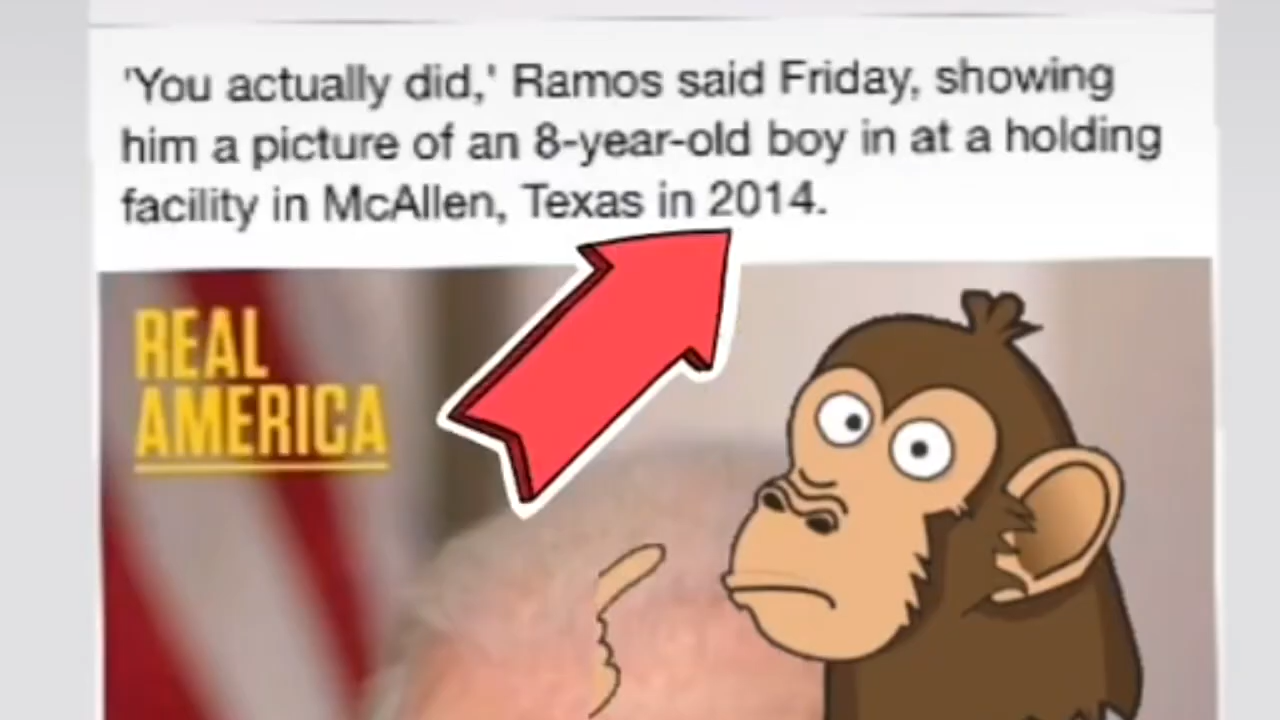 'You actually did,' Ramos said Friday, showing
him a picture of an 8-year-old boy in at a holding
facility in McAllen, Texas in 2014.
REAL
AMERICA